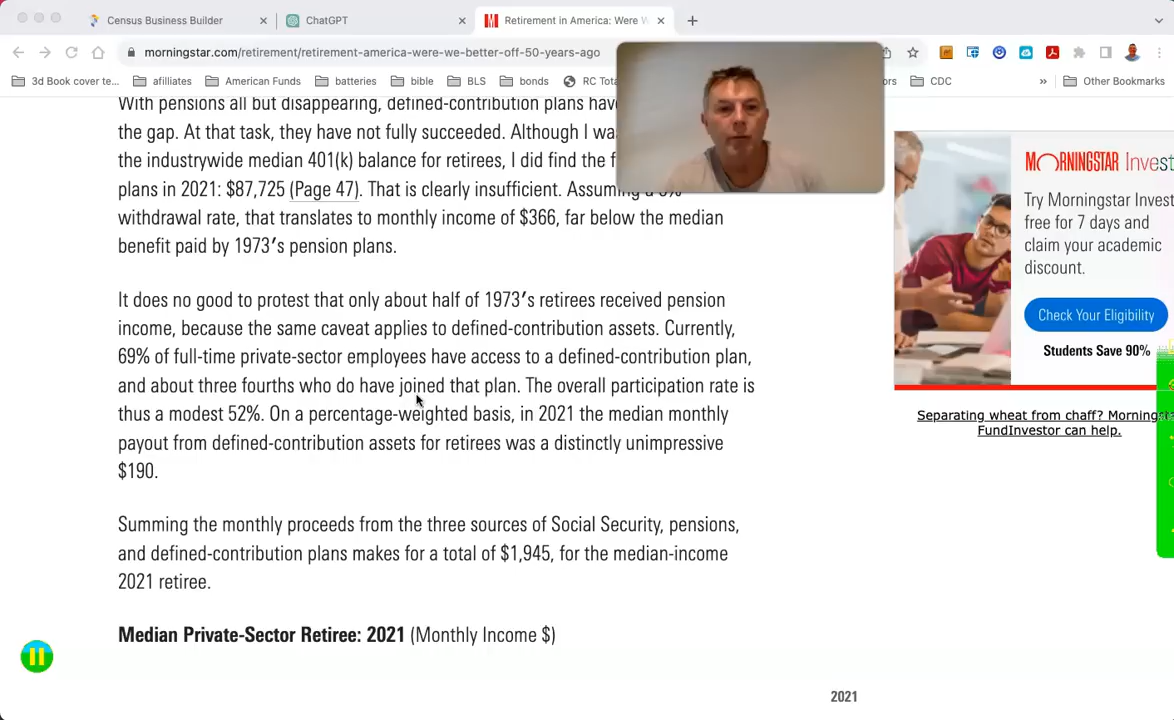 Census Business Builder
ChatGPT
Retirement in America: Were W
morningstar.com/retirement/retirement-america-were-we-better-off-50-years-ago
3d Book cover te...
afilliates
American Funds
batteries
bible
BLS
bonds
RC Tota
ors
CDC
»
Other Bookmarks
With pensions all but disappearing, defined-contribution plans have
the gap. At that task, they have not fully succeeded. Although I wa
the industrywide median 401(k) balance for retirees, I did find the f
plans in 2021: $87,725 (Page 47). That is clearly insufficient. Assuming a
withdrawal rate, that translates to monthly income of $366, far below the median
benefit paid by 1973's pension plans.
It does no good to protest that only about half of 1973's retirees received pension
income, because the same caveat applies to defined-contribution assets. Currently,
69% of full-time private-sector employees have access to a defined-contribution plan,
and about three fourths who do have joined that plan. The overall participation rate is
thus a modest 52%. On a percentage-weighted basis, in 2021 the median monthly
payout from defined-contribution assets for retirees was a distinctly unimpressive
$190.
Summing the monthly proceeds from the three sources of Social Security, pensions,
and defined-contribution plans makes for a total of $1,945, for the median-income
2021 retiree.
Median Private-Sector Retiree: 2021 (Monthly Income $)
2021
MORNINGSTAR Invest
Try Morningstar Invest
free for 7 days and
claim your academic
discount.
Check Your Eligibility
Students Save 90%
Separating wheat from chaff? Morningst
FundInvestor can help.